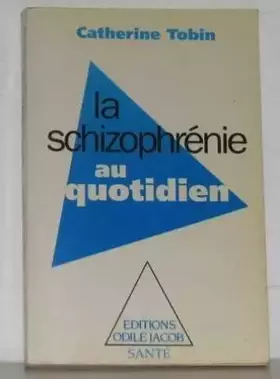 Catherine Tobin
la
schizophrénie
au
quotidien
EDITIONS
ODILE JACOB
SANTÉ